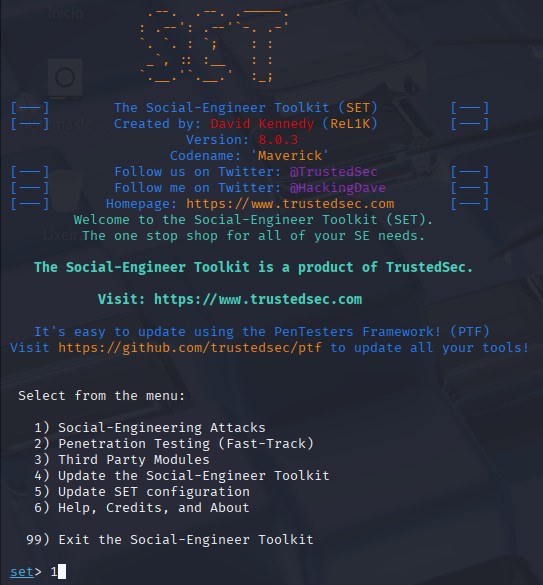 Inicio
[---] The Social-Engineer Toolkit (SET) [---]
[---] Created by: David Kennedy (ReL1K) [---]
Version: 8.0.3
Codename: 'Maverick'
[---] Follow us on Twitter: @TrustedSec [---]
[---] Follow me on Twitter: @HackingDave [---]
[---] Homepage: https://www.trustedsec.com [---]
Welcome to the Social-Engineer Toolkit (SET).
The one stop shop for all of your SE needs.
The Social-Engineer Toolkit is a product of TrustedSec.
Visit: https://www.trustedsec.com
It's easy to update using the PenTesters Framework! (PTF)
Visit https://github.com/trustedsec/ptf to update all your tools!
Select from the menu:
1) Social-Engineering Attacks
2) Penetration Testing (Fast-Track)
3) Third Party Modules
4) Update the Social-Engineer Toolkit
5) Update SET configuration
6) Help, Credits, and About
99) Exit the Social-Engineer Toolkit
set> 1